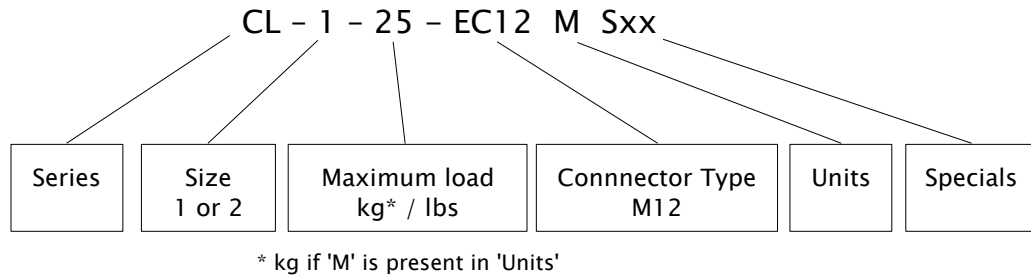 CL – 1 – 25 – EC12 M Sxx
Series
Size
1 or 2
Maximum load
kg* / lbs
Connnector Type
M12
Units
Specials
* kg if 'M' is present in 'Units'